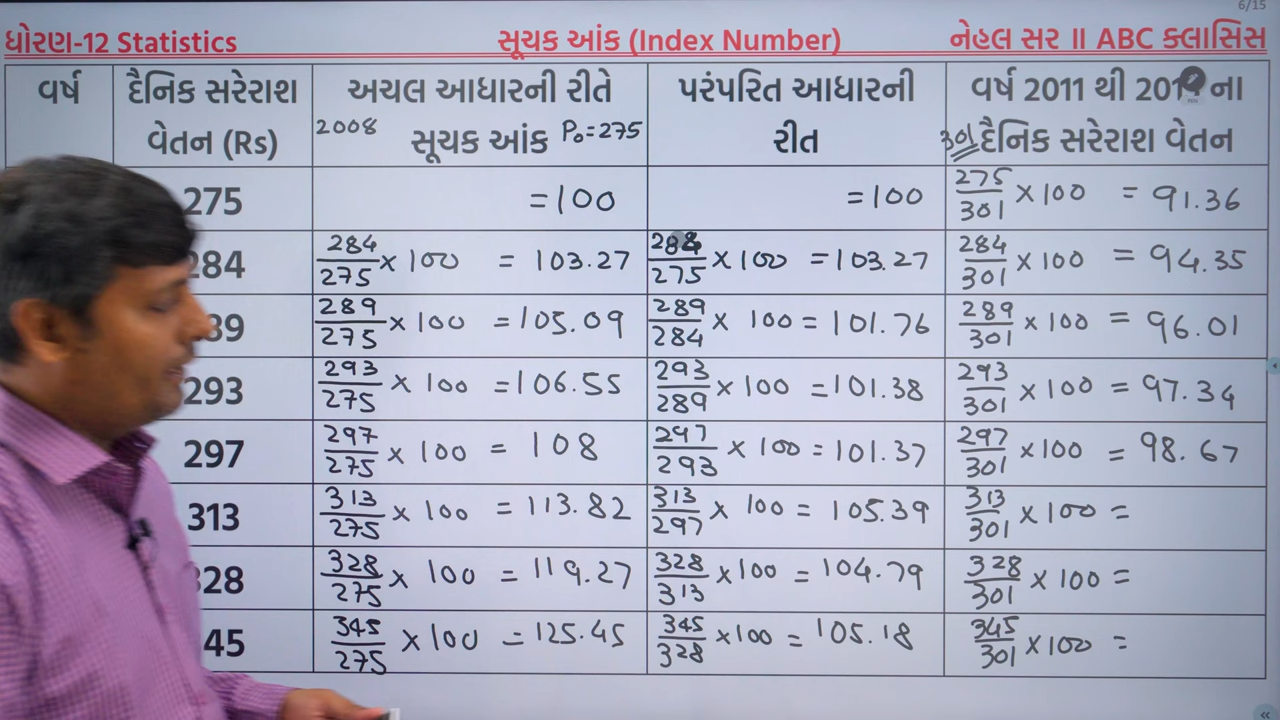 6/15
ધોરણ-12 Statistics સૂચક આંક (Index Number) નેહલ સર || ABC ક્લાસિસ
વર્ષ દૈનિક સરેરાશ વેતન (Rs) અચલ આધારની રીતે સૂચક આંક 2008 P₀=275 પરંપરિત આધારની રીત વર્ષ 2011 થી ના દૈનિક સરેરાશ વેતન 301
275 =100 =100 275/301 × 100 = 91.36
284 284/275 × 100 = 103.27 284/275 × 100 = 103.27 284/301 × 100 = 94.35
289/275 × 100 = 105.09 289/284 × 100 = 101.76 289/301 × 100 = 96.01
293 293/275 × 100 = 106.55 293/289 × 100 = 101.38 293/301 × 100 = 97.34
297 297/275 × 100 = 108 297/293 × 100 = 101.37 297/301 × 100 = 98.67
313 313/275 × 100 = 113.82 313/297 × 100 = 105.39 313/301 × 100 =
328 328/275 × 100 = 119.27 328/313 × 100 = 104.79 328/301 × 100 =
45 345/275 × 100 = 125.45 345/328 × 100 = 105.18 345/301 × 100 =